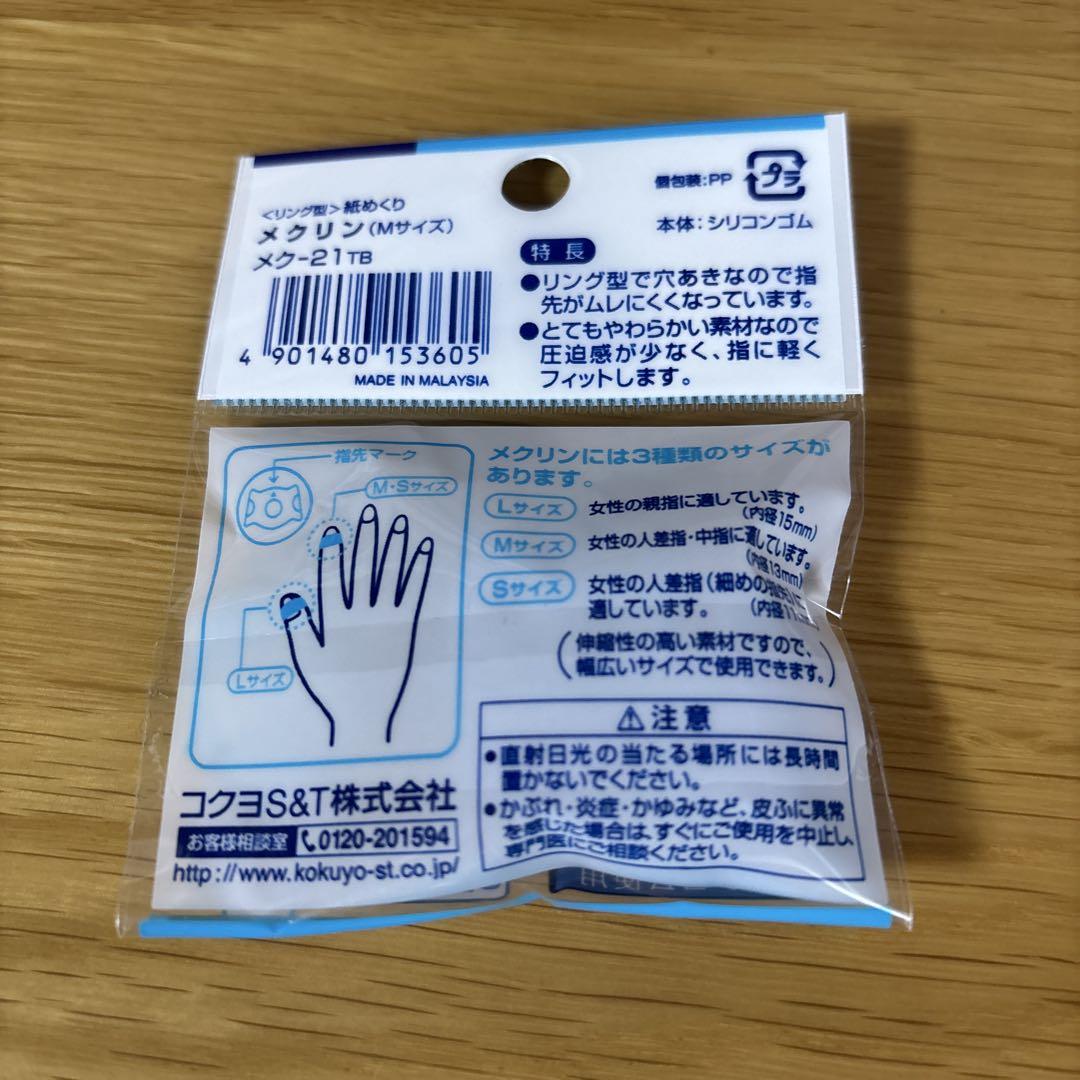 <リング型>紙めくり
メクリン(Mサイズ)
メク-21TB
4 901480 153605
MADE IN MALAYSIA
個包装:PP
プラ
本体:シリコンゴム
特長
●リング型で穴あきなので指
先がムレにくくなっています。
●とてもやわらかい素材なので
圧迫感が少なく、指に軽く
フィットします。
指先マーク
M・Sサイズ
Lサイズ
メクリンには3種類のサイズが
あります。
Lサイズ 女性の親指に適しています。
(内径15mm)
Mサイズ 女性の人差指・中指に適しています。
(内径13mm)
Sサイズ 女性の人差指(細めの指先)に
適しています。 (内径
(伸縮性の高い素材ですので、
幅広いサイズで使用できます。)
⚠注意
●直射日光の当たる場所には長時間
置かないでください。
●かぶれ・炎症・かゆみなど、皮ふに異常
を感じた場合は、すぐにご使用を中止し、
専門医にご相談ください。
コクヨS&T株式会社
お客様相談室 0120-201594
http://www.kokuyo-st.co.jp/